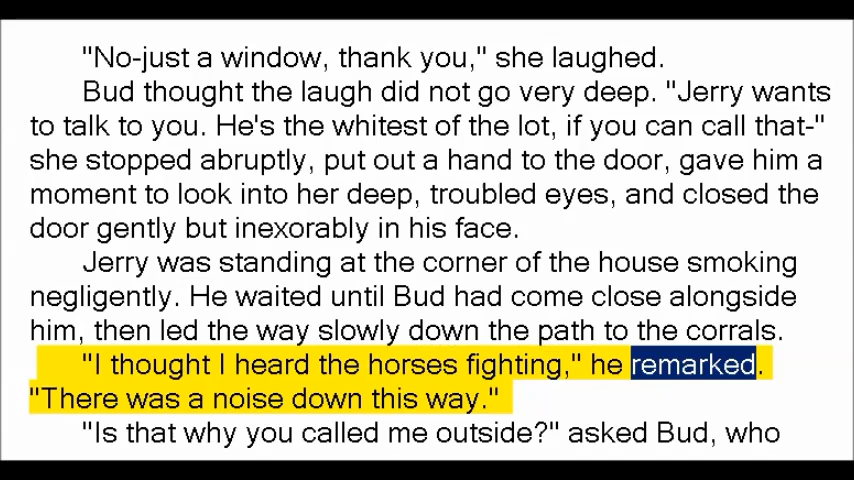 "No-just a window, thank you," she laughed.
Bud thought the laugh did not go very deep. "Jerry wants
to talk to you. He's the whitest of the lot, if you can call that-"
she stopped abruptly, put out a hand to the door, gave him a
moment to look into her deep, troubled eyes, and closed the
door gently but inexorably in his face.
Jerry was standing at the corner of the house smoking
negligently. He waited until Bud had come close alongside
him, then led the way slowly down the path to the corrals.
"I thought I heard the horses fighting," he remarked.
"There was a noise down this way."
"Is that why you called me outside?" asked Bud, who